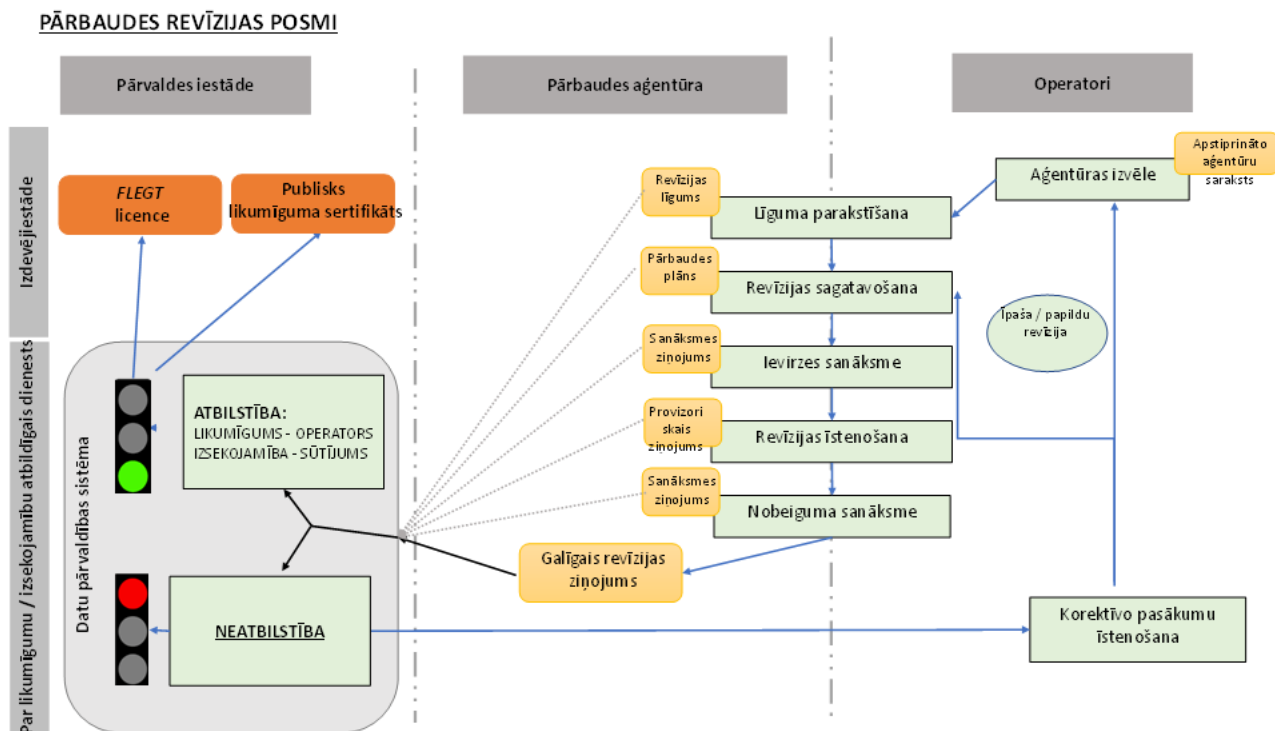 PĀRBAUDES REVĪZIJAS POSMI
Pārvaldes iestāde
Pārbaudes aģentūra
Operatori
Izdevējiestāde
FLEGT
licence
Publisks
likumīguma sertifikāts
Revīzijas
līgums
Līguma parakstīšana
Aģentūras izvēle
Apstiprināto
aģentūru
saraksts
Pārbaudes
plāns
Revīzijas sagatavošana
Īpaša / papildu
revīzija
Sanāksmes
ziņojums
Ievirzes sanāksme
Provizori
skais
ziņojums
Revīzijas īstenošana
Sanāksmes
ziņojums
Nobeiguma sanāksme
Galīgais revīzijas
ziņojums
Par likumīgumu / izsekojamību atbildīgais dienests
Datu pārvaldības sistēma
ATBILSTĪBA:
LIKUMĪGUMS - OPERATORS
IZSEKOJAMĪBA - SŪTĪJUMS
NEATBILSTĪBA
Korektīvo pasākumu
īstenošana